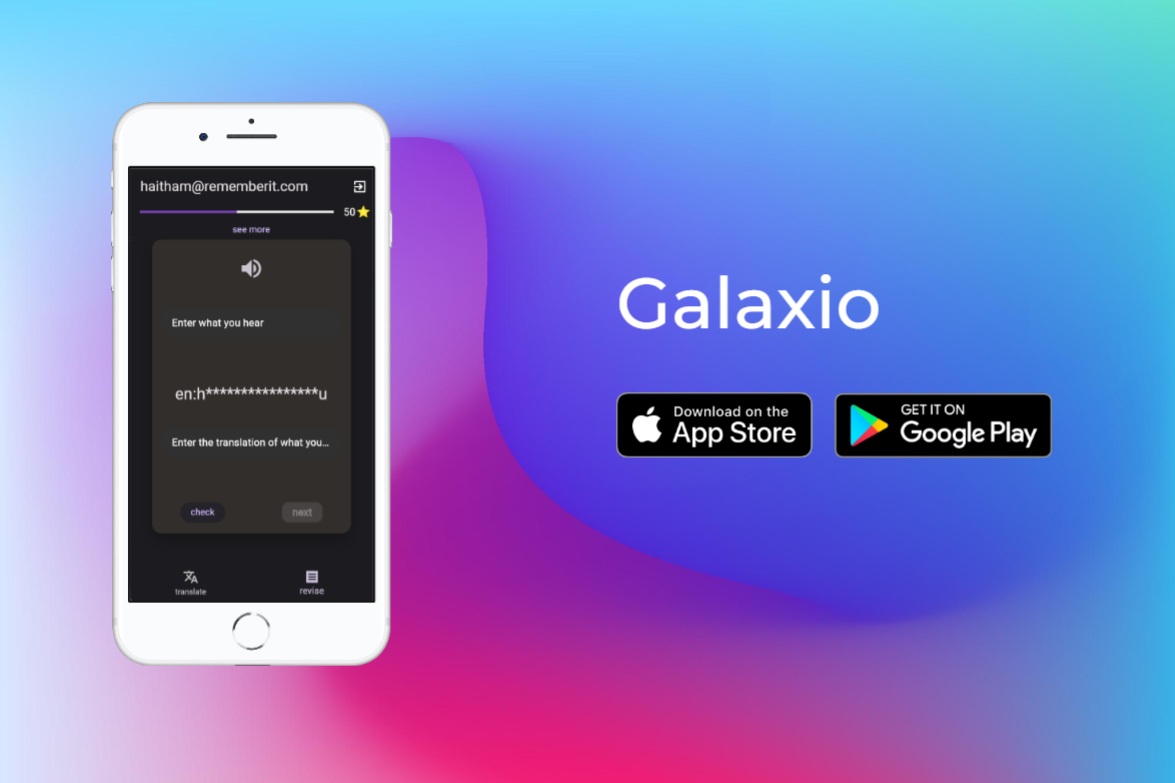 haitham@rememberit.com
50
see more
Enter what you hear
en:h*****************u
Enter the translation of what you...
check
next
translate
revise
Galaxio
Download on the
App Store
GET IT ON
Google Play